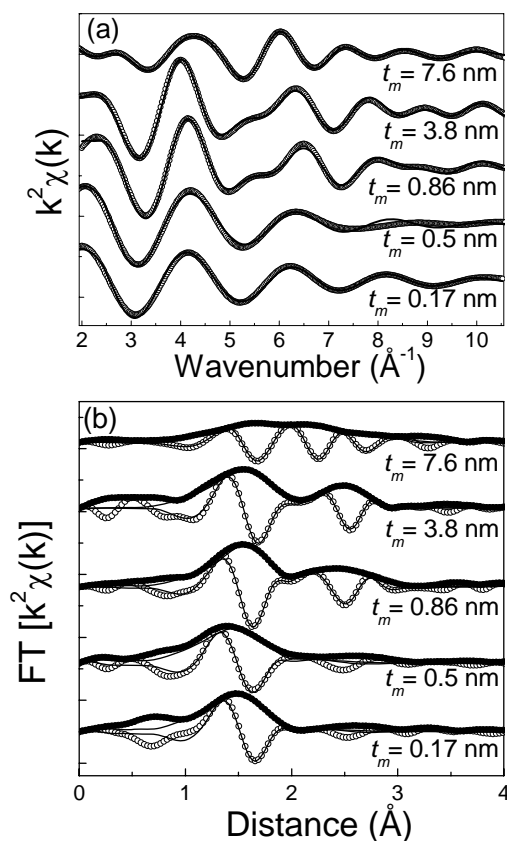 (a)
t_m = 7.6 nm
t_m = 3.8 nm
t_m = 0.86 nm
t_m = 0.5 nm
t_m = 0.17 nm
k²χ(k)
2 3 4 5 6 7 8 9 10
Wavenumber (Å⁻¹)
(b)
t_m = 7.6 nm
t_m = 3.8 nm
t_m = 0.86 nm
t_m = 0.5 nm
t_m = 0.17 nm
FT [k²χ(k)]
0 1 2 3 4
Distance (Å)